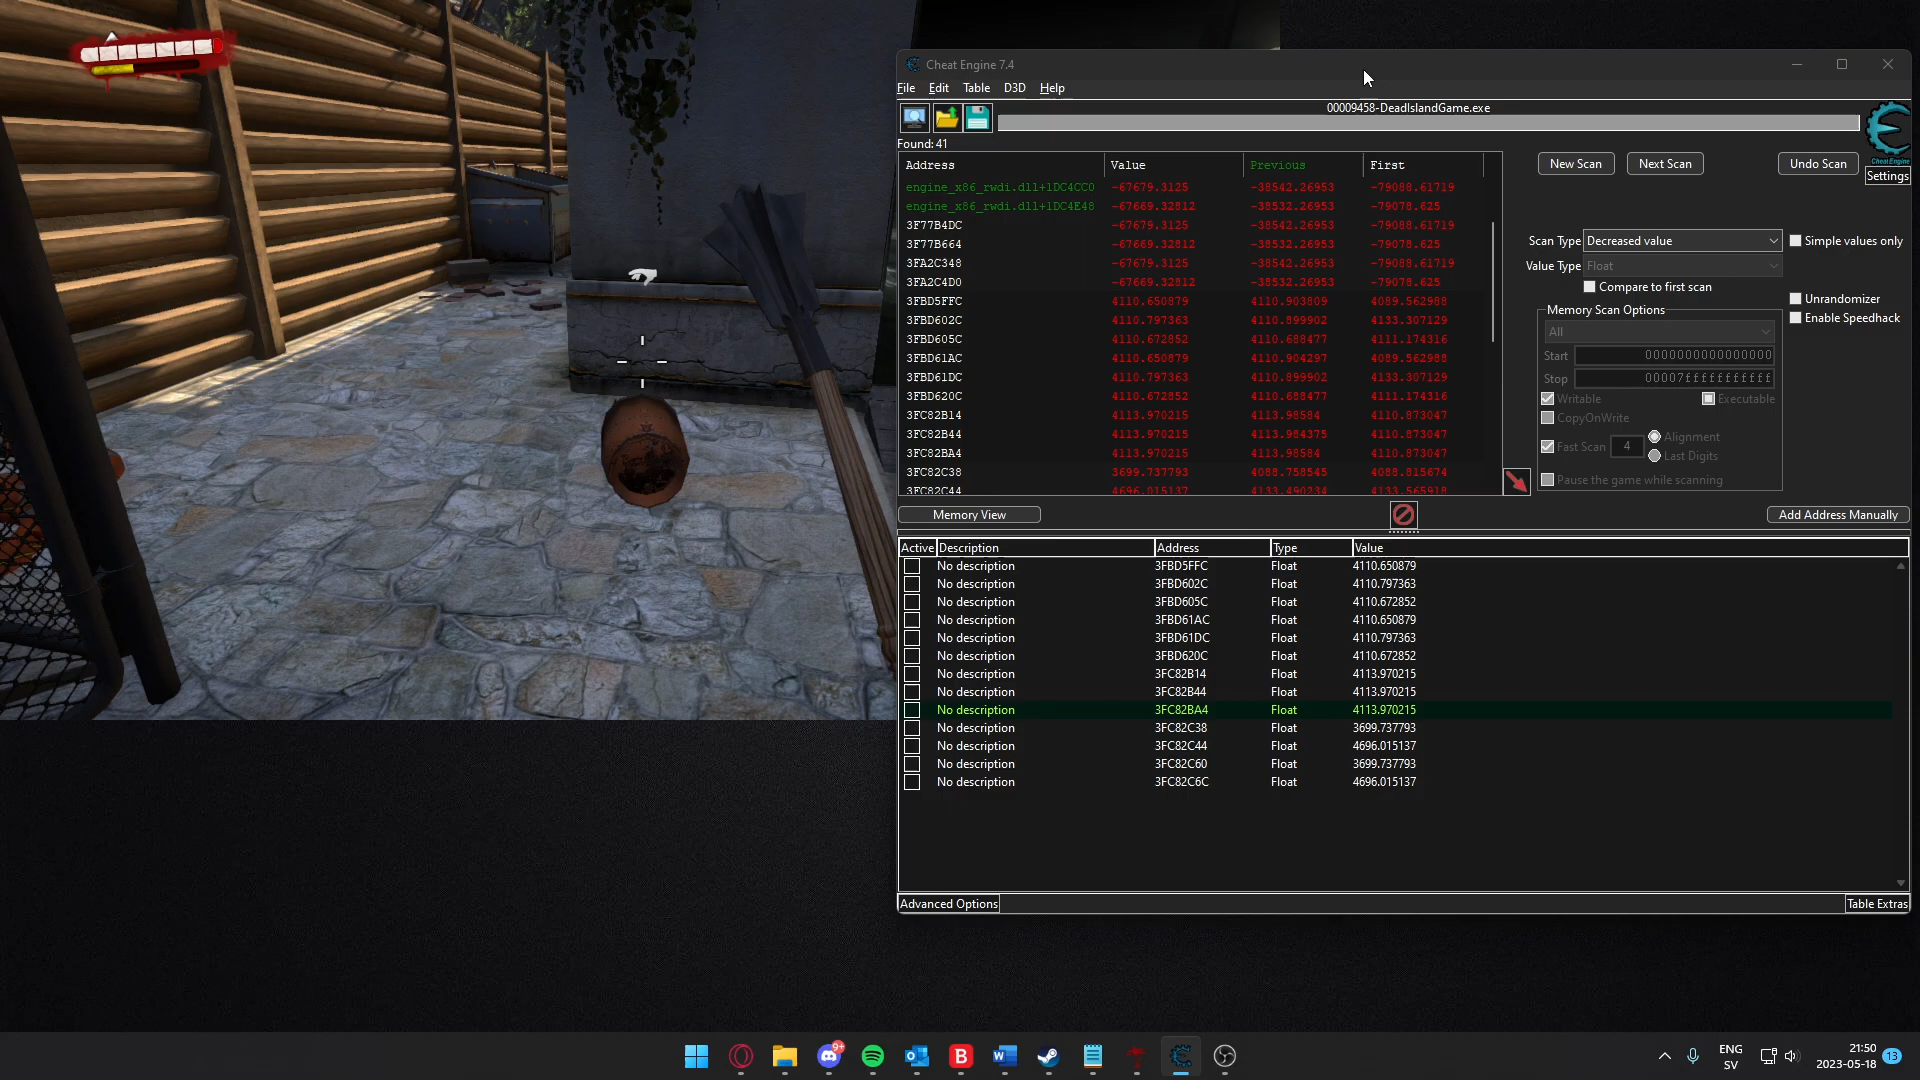 Cheat Engine 7.4
File Edit Table D3D Help
00009458-DeadIslandGame.exe
Found: 41
Cheat Engine
Settings
Address Value Previous First
engine_x86_rwdi.dll+1DC4CC0 -67679.3125 -38542.26953 -79088.61719
engine_x86_rwdi.dll+1DC4E48 -67669.32812 -38532.26953 -79078.625
3F77B4DC -67679.3125 -38542.26953 -79088.61719
3F77B664 -67669.32812 -38532.26953 -79078.625
3FA2C348 -67679.3125 -38542.26953 -79088.61719
3FA2C4D0 -67669.32812 -38532.26953 -79078.625
3FBD5FFC 4110.650879 4110.903809 4089.562988
3FBD602C 4110.797363 4110.899902 4133.307129
3FBD605C 4110.672852 4110.688477 4111.174316
3FBD61AC 4110.650879 4110.904297 4089.562988
3FBD61DC 4110.797363 4110.899902 4133.307129
3FBD620C 4110.672852 4110.688477 4111.174316
3FC82B14 4113.970215 4113.98584 4110.873047
3FC82B44 4113.970215 4113.984375 4110.873047
3FC82BA4 4113.970215 4113.98584 4110.873047
3FC82C38 3699.737793 4088.758545 4088.815674
3FC82C44 4696.015137 4133.490234 4133.565918
New Scan Next Scan Undo Scan
Scan Type Decreased value Simple values only
Value Type Float
Compare to first scan
Unrandomizer
Memory Scan Options
Enable Speedhack
All
Start 0000000000000000
Stop 00007fffffffffff
Writable Executable
CopyOnWrite
Fast Scan 4 Alignment
Last Digits
Pause the game while scanning
Memory View
Add Address Manually
Active Description Address Type Value
No description 3FBD5FFC Float 4110.650879
No description 3FBD602C Float 4110.797363
No description 3FBD605C Float 4110.672852
No description 3FBD61AC Float 4110.650879
No description 3FBD61DC Float 4110.797363
No description 3FBD620C Float 4110.672852
No description 3FC82B14 Float 4113.970215
No description 3FC82B44 Float 4113.970215
No description 3FC82BA4 Float 4113.970215
No description 3FC82C38 Float 3699.737793
No description 3FC82C44 Float 4696.015137
No description 3FC82C60 Float 3699.737793
No description 3FC82C6C Float 4696.015137
Advanced Options
Table Extras
9+
B
W
ENG
SV
21:50
2023-05-18
13